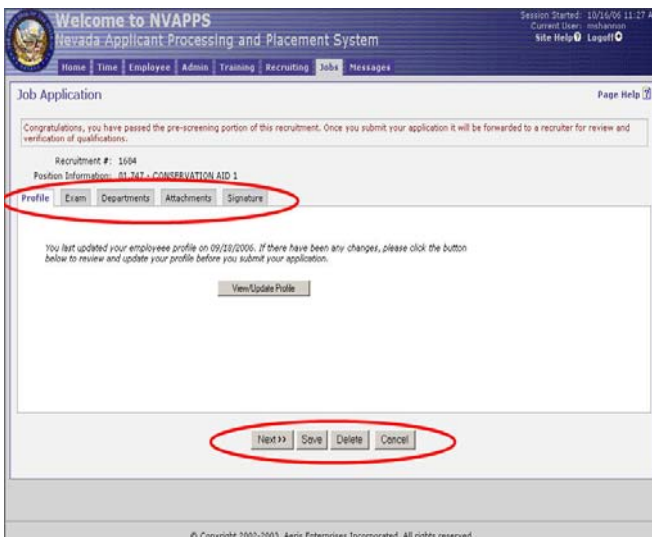 Welcome to NVAPPS
Nevada Applicant Processing and Placement System
Session Started: 10/16/06 11:27 A
Current User: mshannon
Site Help Logoff
Home Time Employee Admin Training Recruiting Jobs Messages
Job Application
Page Help
Congratulations, you have passed the pre-screening portion of this recruitment. Once you submit your application it will be forwarded to a recruiter for review and
verification of qualifications.
Recruitment #: 1684
Position Information: 01.747 - CONSERVATION AID 1
Profile Exam Departments Attachments Signature
You last updated your employeee profile on 09/18/2006. If there have been any changes, please click the button
below to review and update your profile before you submit your application.
View/Update Profile
Next>> Save Delete Cancel
© Copyright 2002-2003, Aeris Enterprises Incorporated. All rights reserved.